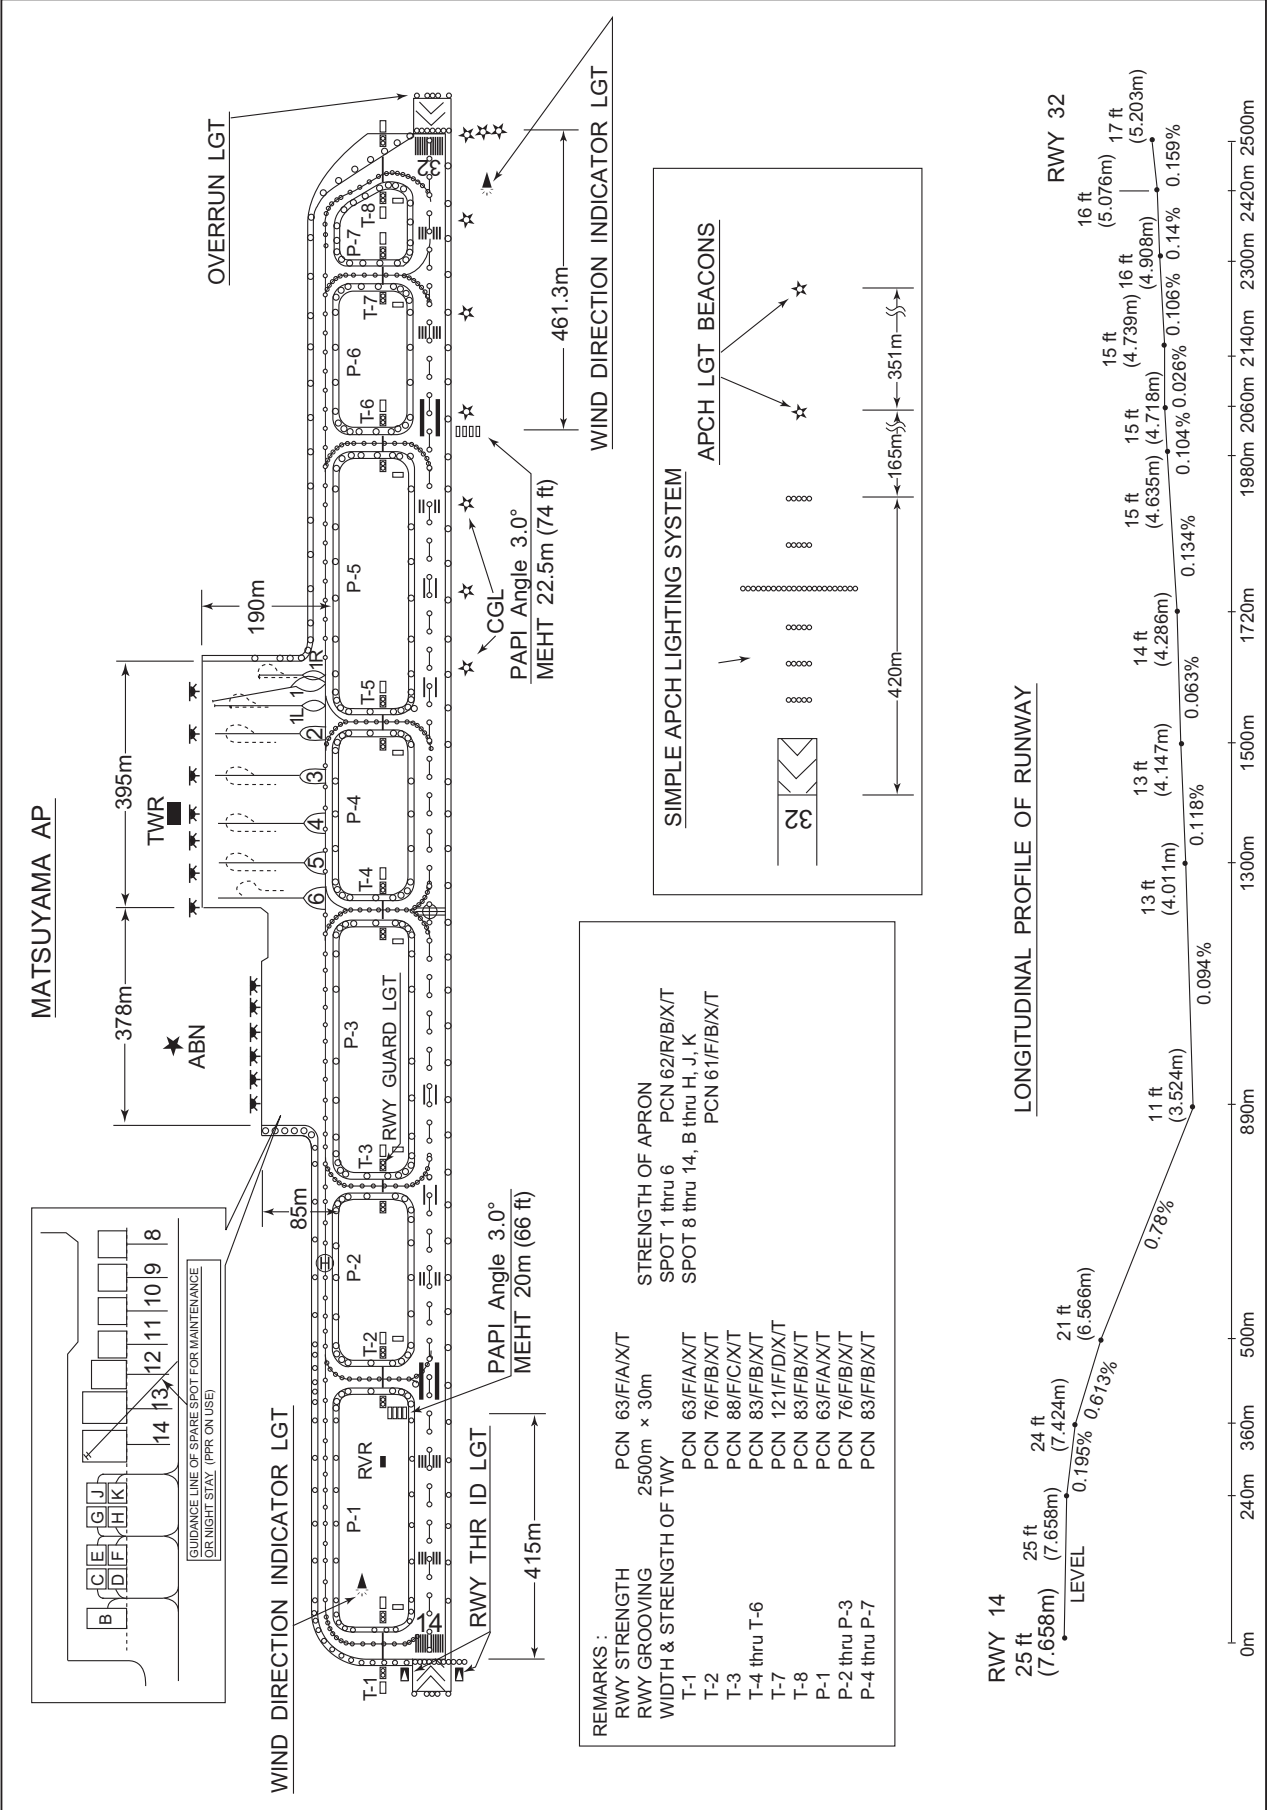 MATSUYAMA AP
378m
395m
190m
85m
TWR
ABN
OVERRUN LGT
14
13
12
11
10
9
8
B
C
E
G
J
D
F
H
K
GUIDANCE LINE OF SPARE SPOT FOR MAINTENANCE
OR NIGHT STAY (PPR ON USE)
6
5
4
3
2
1L
1
1R
H
WIND DIRECTION INDICATOR LGT
P-1
P-2
P-3
P-4
P-5
P-6
P-7
RVR
T-1
T-2
T-3
T-4
T-5
T-6
T-7
T-8
RWY GUARD LGT
14
32
RWY THR ID LGT
415m
PAPI Angle 3.0°
MEHT 20m (66 ft)
CGL
PAPI Angle 3.0°
MEHT 22.5m (74 ft)
461.3m
WIND DIRECTION INDICATOR LGT
REMARKS :
RWY STRENGTH PCN 63/F/A/X/T
RWY GROOVING 2500m × 30m
WIDTH & STRENGTH OF TWY
T-1 PCN 63/F/A/X/T
T-2 PCN 76/F/B/X/T
T-3 PCN 88/F/C/X/T
T-4 thru T-6 PCN 83/F/B/X/T
T-7 PCN 121/F/D/X/T
T-8 PCN 83/F/B/X/T
P-1 PCN 63/F/A/X/T
P-2 thru P-3 PCN 76/F/B/X/T
P-4 thru P-7 PCN 83/F/B/X/T
STRENGTH OF APRON
SPOT 1 thru 6 PCN 62/R/B/X/T
SPOT 8 thru 14, B thru H, J, K
PCN 61/F/B/X/T
SIMPLE APCH LIGHTING SYSTEM
APCH LGT BEACONS
32
420m
165m
351m
LONGITUDINAL PROFILE OF RUNWAY
RWY 14
25 ft
(7.658m)
LEVEL
25 ft
(7.658m)
0.195%
24 ft
(7.424m)
0.613%
21 ft
(6.566m)
0.78%
11 ft
(3.524m)
0.094%
13 ft
(4.011m)
0.118%
13 ft
(4.147m)
0.063%
14 ft
(4.286m)
0.134%
15 ft
(4.635m)
0.104%
15 ft
(4.718m)
0.026%
15 ft
(4.739m)
0.106%
16 ft
(4.908m)
0.14%
16 ft
(5.076m)
0.159%
17 ft
(5.203m)
RWY 32
0m
240m
360m
500m
890m
1300m
1500m
1720m
1980m
2060m
2140m
2300m
2420m
2500m